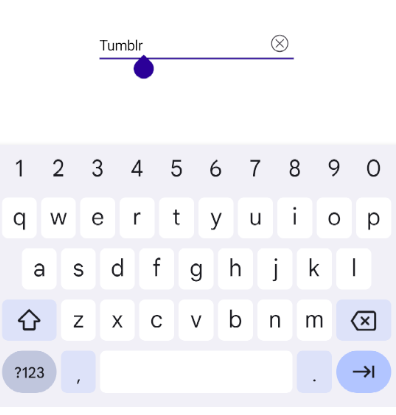 Tumblr
1 2 3 4 5 6 7 8 9 0
q w e r t y u i o p
a s d f g h j k l
z x c v b n m
?123 , .